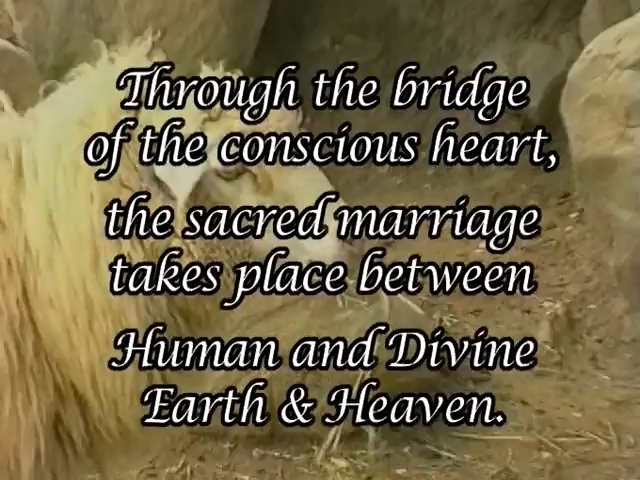 Through the bridge
of the conscious heart,
the sacred marriage
takes place between
Human and Divine
Earth & Heaven.